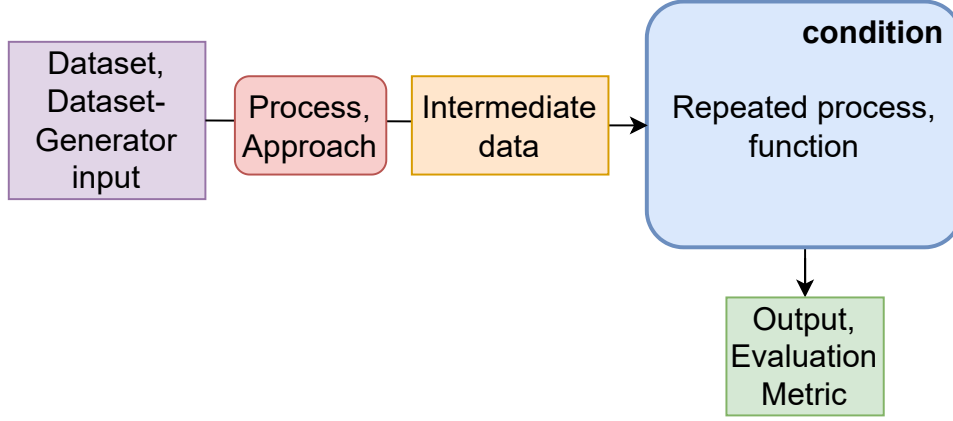 Dataset,
Dataset-
Generator
input
Process,
Approach
Intermediate
data
condition
Repeated process,
function
Output,
Evaluation
Metric